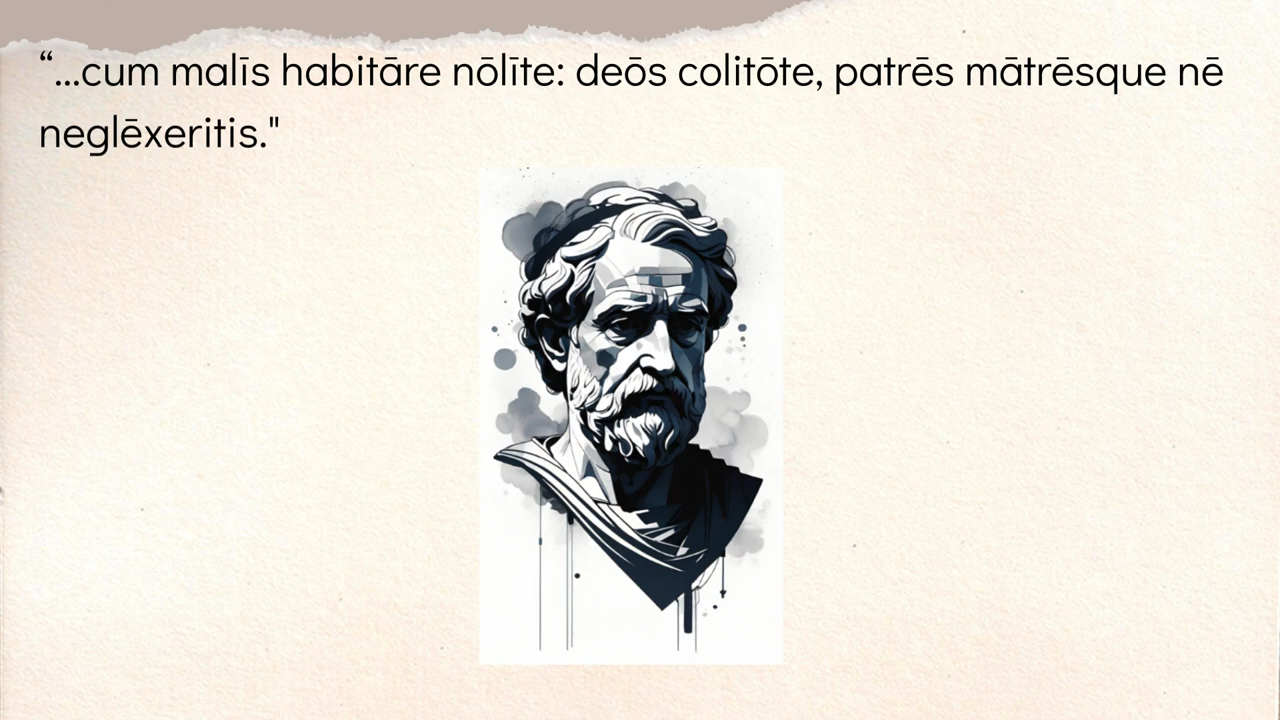 “...cum malīs habitāre nōlīte: deōs colitōte, patrēs mātrēsque nē
neglēxeritis."